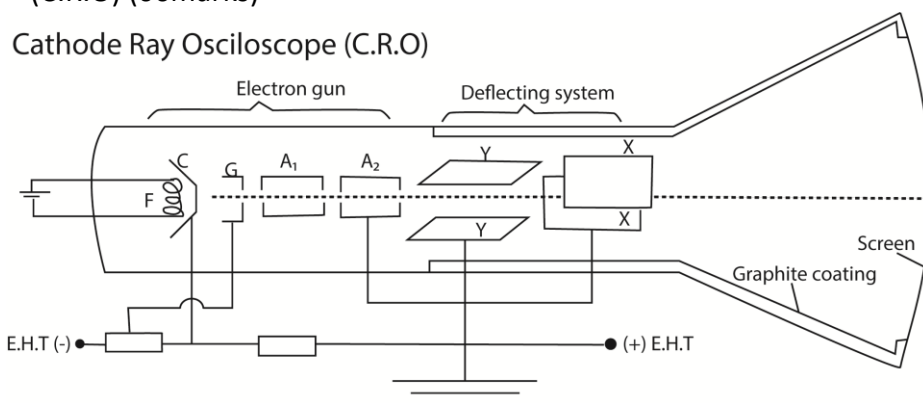 Cathode Ray Osciloscope (C.R.O)
Electron gun
Deflecting system
C
G
A₁
A₂
Y
X
F
Y
X
Screen
Graphite coating
E.H.T (-)
(+) E.H.T